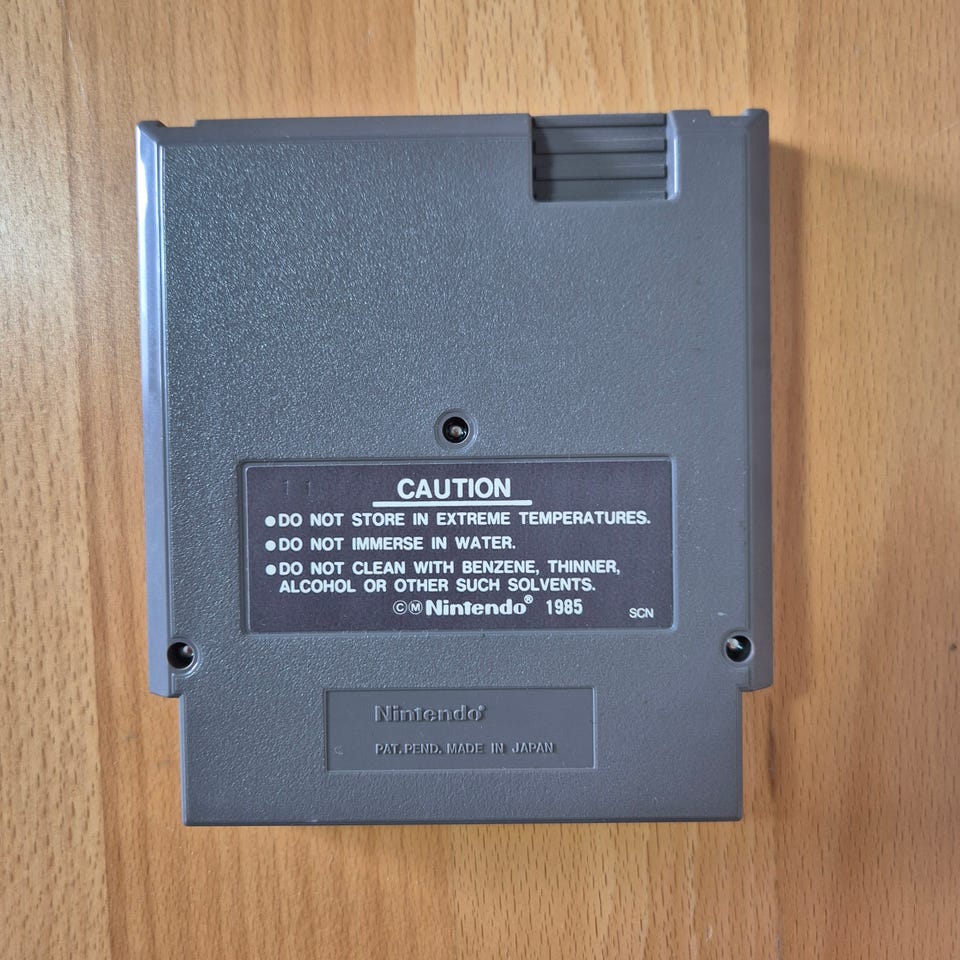 11
CAUTION
●DO NOT STORE IN EXTREME TEMPERATURES.
●DO NOT IMMERSE IN WATER.
●DO NOT CLEAN WITH BENZENE, THINNER,
ALCOHOL OR OTHER SUCH SOLVENTS.
©Ⓜ Nintendo® 1985
SCN
Nintendo®
PAT. PEND. MADE IN JAPAN